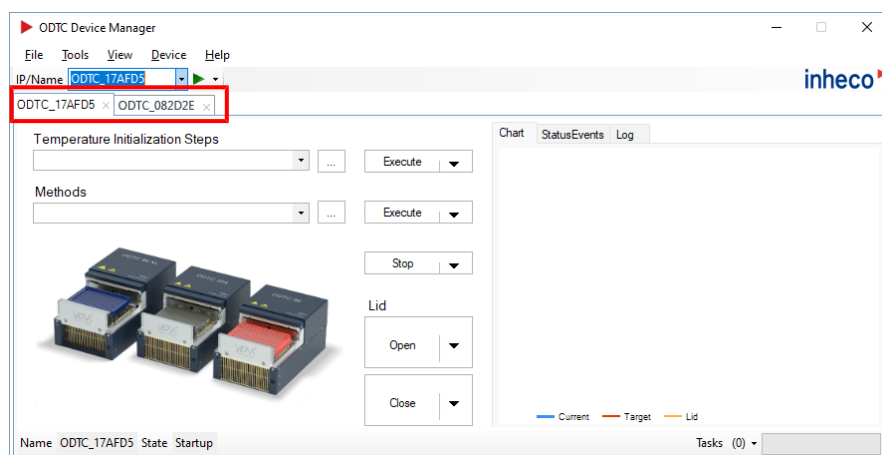 ODTC Device Manager
File Tools View Device Help
IP/Name ODTC_17AFD5
inheco
ODTC_17AFD5 ODTC_082D2E
Temperature Initialization Steps
... Execute
Methods
... Execute
Stop
Lid
Open
Close
Chart StatusEvents Log
Current Target Lid
Name ODTC_17AFD5 State Startup Tasks (0)